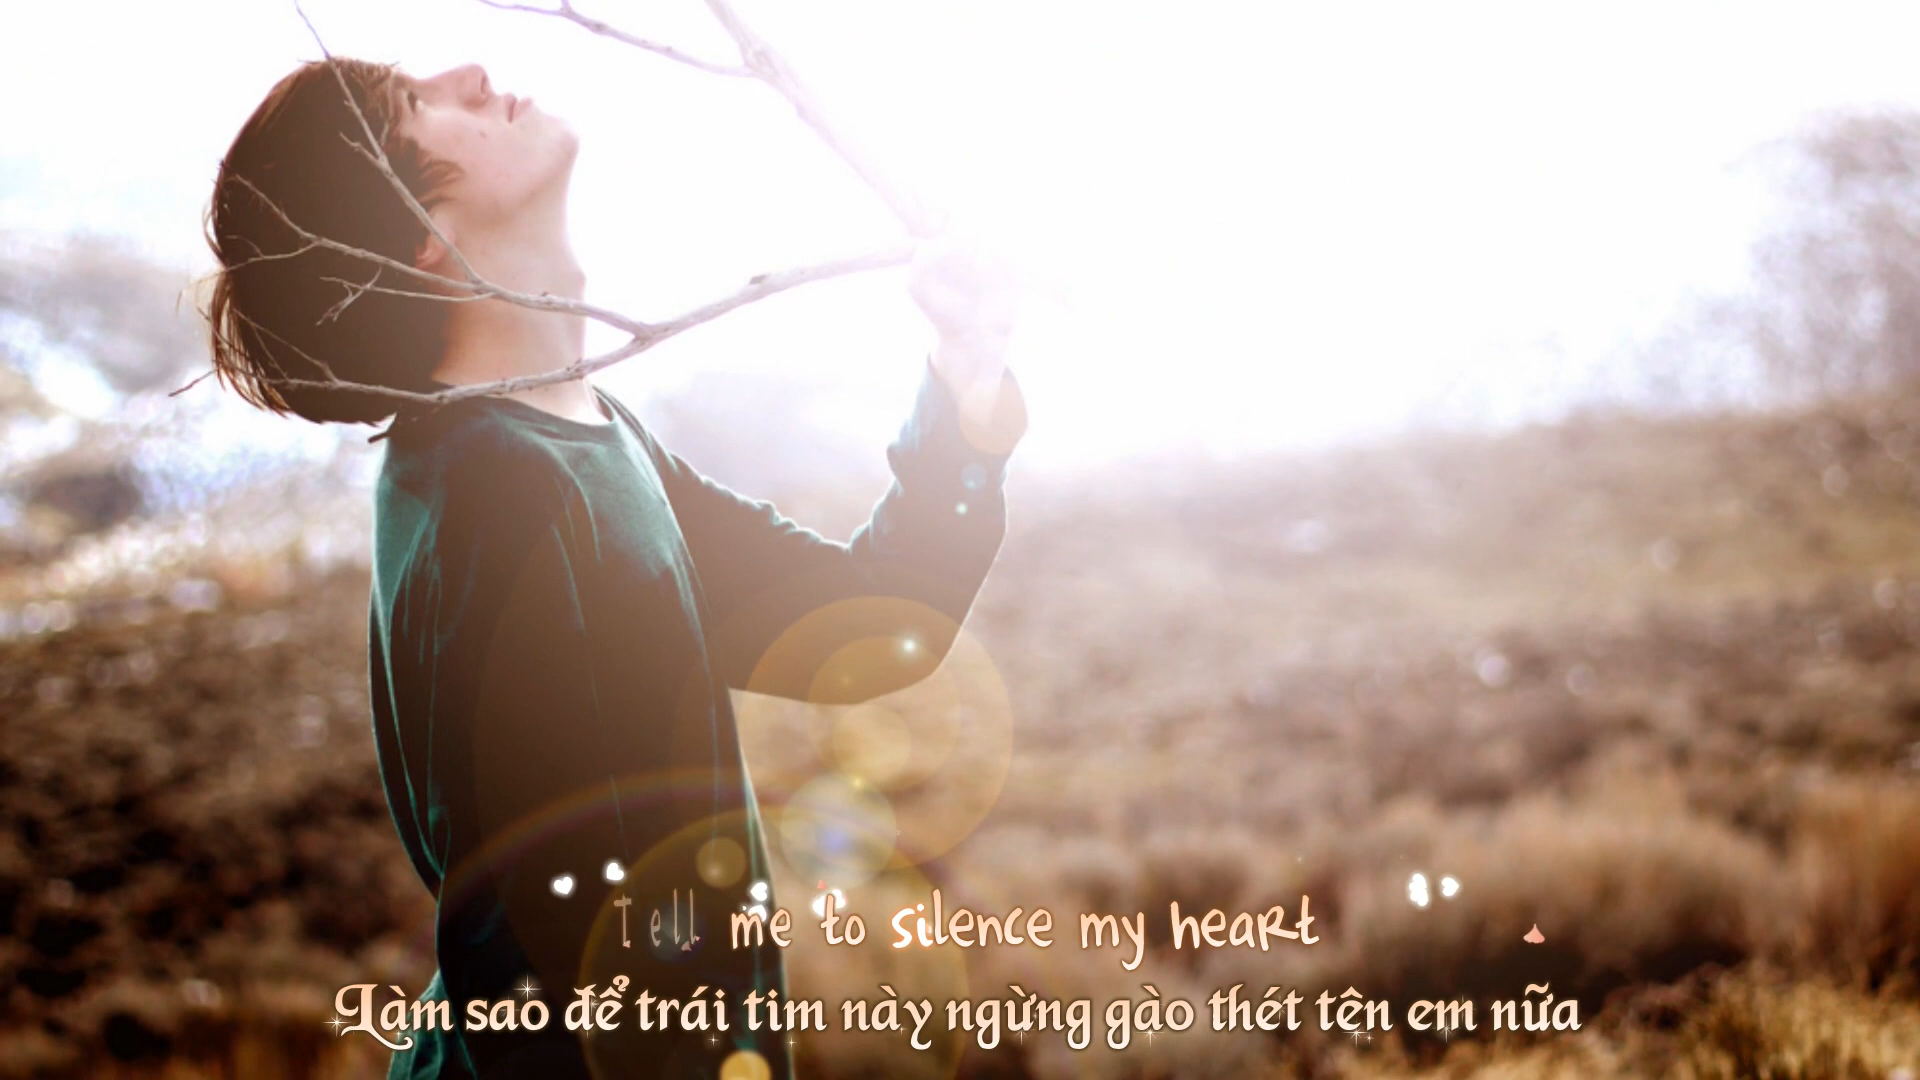 Tell me to silence my heart
Làm sao để trái tim này ngừng gào thét tên em nữa